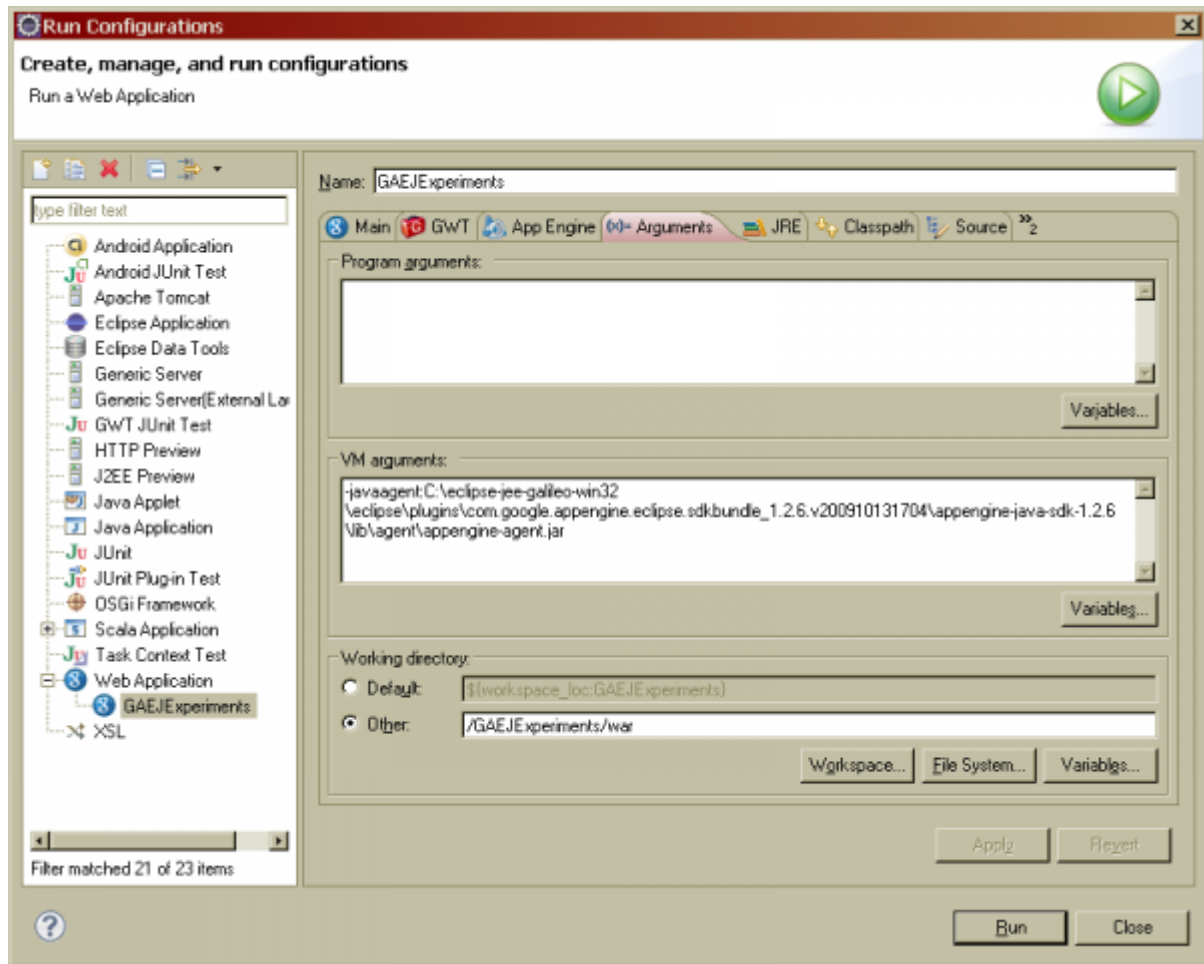 Run Configurations
Create, manage, and run configurations
Run a Web Application
type filter text
Android Application
Android JUnit Test
Apache Tomcat
Eclipse Application
Eclipse Data Tools
Generic Server
Generic Server(External La
GWT JUnit Test
HTTP Preview
J2EE Preview
Java Applet
Java Application
JUnit
JUnit Plug-in Test
OSGi Framework
Scala Application
Task Context Test
Web Application
GAEJExperiments
XSL
Filter matched 21 of 23 items
Name: GAEJExperiments
Main GWT App Engine (x)= Arguments JRE Classpath Source »2
Program arguments:
Variables...
VM arguments:
-javaagent:C:\eclipse-jee-galileo-win32
\eclipse\plugins\com.google.appengine.eclipse.sdkbundle_1.2.6.v200910131704\appengine-java-sdk-1.2.6
\lib\agent\appengine-agent.jar
Variables...
Working directory:
Default: ${workspace_loc:GAEJExperiments}
Other: /GAEJExperiments/war
Workspace... File System... Variables...
Apply Revert
Run Close